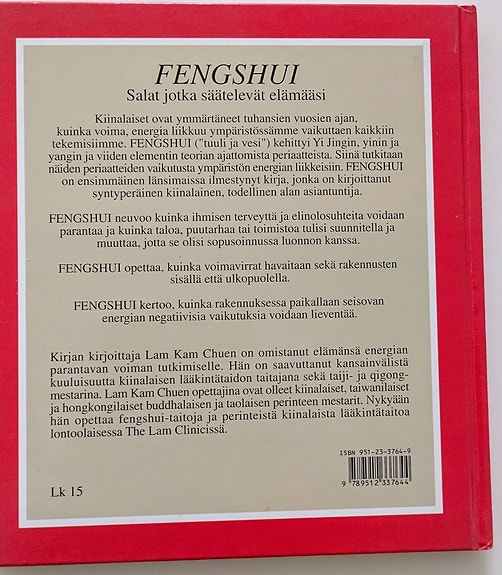 FENGSHUI
Salat jotka säätelevät elämääsi
Kiinalaiset ovat ymmärtäneet tuhansien vuosien ajan,
kuinka voima, energia liikkuu ympäristössämme vaikuttaen kaikkiin
tekemisiimme. FENGSHUI ("tuuli ja vesi") kehittyi Yi Jingin, yinin ja
yangin ja viiden elementin teorian ajattomista periaatteista. Siinä tutkitaan
näiden periaatteiden vaikutusta ympäristön energian liikkeisiin. FENGSHUI
on ensimmäinen länsimaissa ilmestynyt kirja, jonka on kirjoittanut
syntyperäinen kiinalainen, todellinen alan asiantuntija.
FENGSHUI neuvoo kuinka ihmisen terveyttä ja elinolosuhteita voidaan
parantaa ja kuinka taloa, puutarhaa tai toimistoa tulisi suunnitella ja
muuttaa, jotta se olisi sopusoinnussa luonnon kanssa.
FENGSHUI opettaa, kuinka voimavirrat havaitaan sekä rakennusten
sisällä että ulkopuolella.
FENGSHUI kertoo, kuinka rakennuksessa paikallaan seisovan
energian negatiivisia vaikutuksia voidaan lieventää.
Kirjan kirjoittaja Lam Kam Chuen on omistanut elämänsä energian
parantavan voiman tutkimiselle. Hän on saavuttanut kansainvälistä
kuuluisuutta kiinalaisen lääkintätaidon taitajana sekä taiji- ja qigong-
mestarina. Lam Kam Chuen opettajina ovat olleet kiinalaiset, taiwanilaiset
ja hongkongilaiset buddhalaisen ja taolaisen perinteen mestarit. Nykyään
hän opettaa fengshui-taitoja ja perinteistä kiinalaista lääkintätaitoa
lontoolaisessa The Lam Clinicissä.
ISBN 951-23-3764-9
9 789512 337644
Lk 15